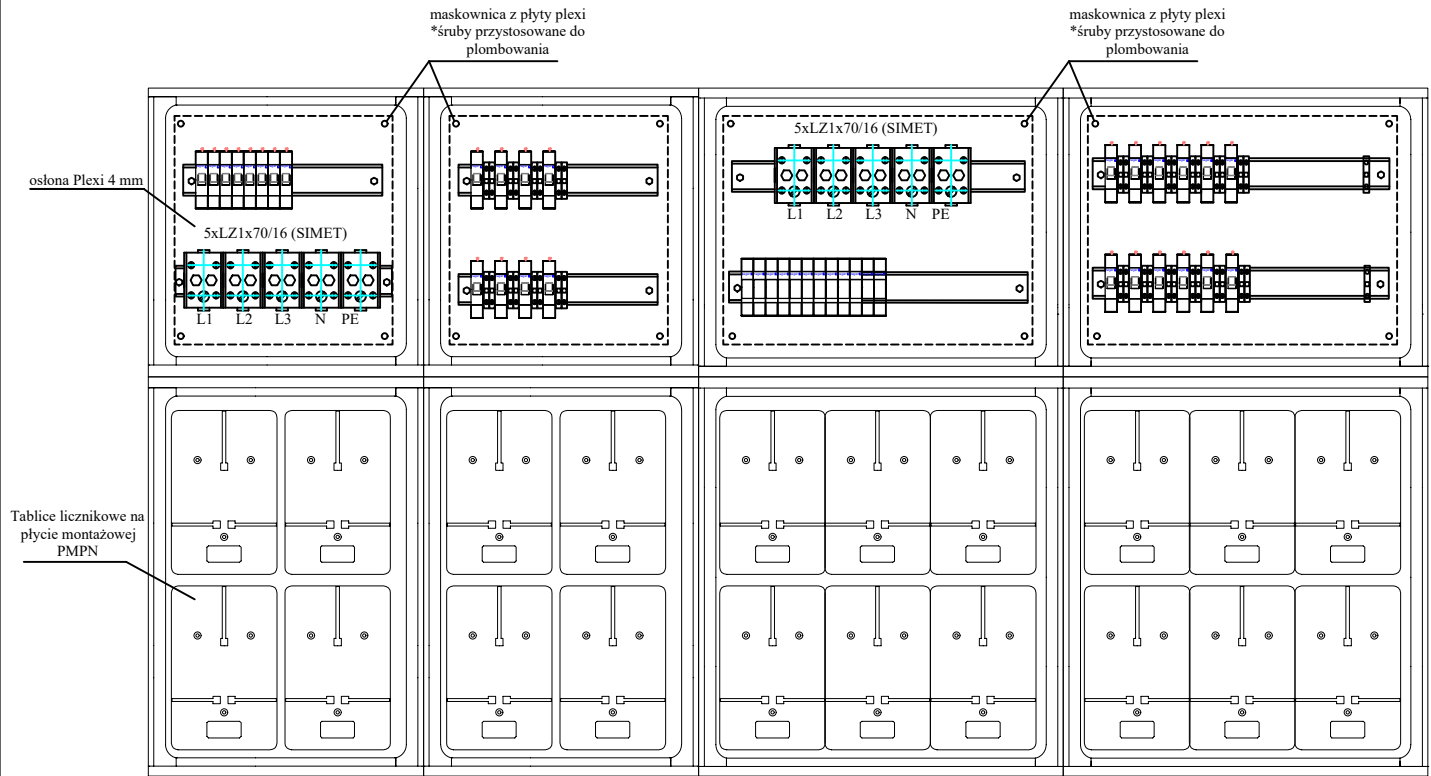 maskownica z płyty plexi
*śruby przystosowane do
plombowania
maskownica z płyty plexi
*śruby przystosowane do
plombowania
osłona Plexi 4 mm
5xLZ1x70/16 (SIMET)
L1 L2 L3 N PE
5xLZ1x70/16 (SIMET)
L1 L2 L3 N PE
Tablice licznikowe na
płycie montażowej
PMPN